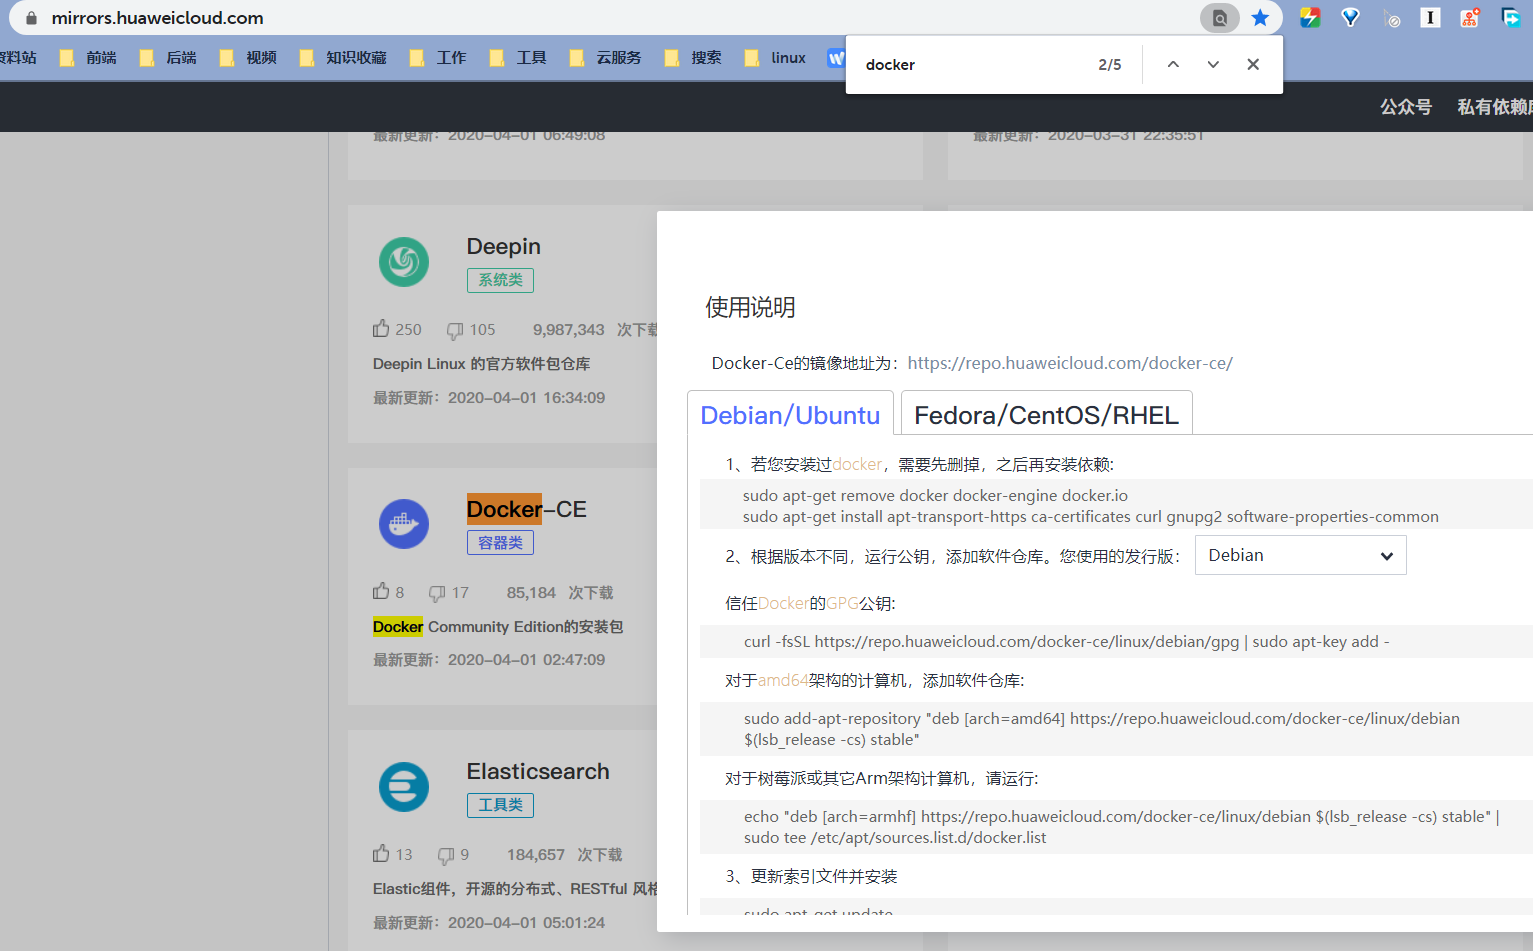 mirrors.huaweicloud.com
资料站 前端 后端 视频 知识收藏 工作 工具 云服务 搜索 linux
docker 2/5
公众号 私有依赖库
最新更新：2020-04-01 06:49:08
最新更新：2020-03-31 22:35:51
Deepin
系统类
250 105 9,987,343 次下载
Deepin Linux 的官方软件包仓库
最新更新：2020-04-01 16:34:09
Docker-CE
容器类
8 17 85,184 次下载
Docker Community Edition的安装包
最新更新：2020-04-01 02:47:09
Elasticsearch
工具类
13 9 184,657 次下载
Elastic组件，开源的分布式、RESTful 风格
最新更新：2020-04-01 05:01:24
使用说明
Docker-Ce的镜像地址为：https://repo.huaweicloud.com/docker-ce/
Debian/Ubuntu Fedora/CentOS/RHEL
1、若您安装过docker，需要先删掉，之后再安装依赖:
sudo apt-get remove docker docker-engine docker.io
sudo apt-get install apt-transport-https ca-certificates curl gnupg2 software-properties-common
2、根据版本不同，运行公钥，添加软件仓库。您使用的发行版： Debian
信任Docker的GPG公钥:
curl -fsSL https://repo.huaweicloud.com/docker-ce/linux/debian/gpg | sudo apt-key add -
对于amd64架构的计算机，添加软件仓库:
sudo add-apt-repository "deb [arch=amd64] https://repo.huaweicloud.com/docker-ce/linux/debian
$(lsb_release -cs) stable"
对于树莓派或其它Arm架构计算机，请运行:
echo "deb [arch=armhf] https://repo.huaweicloud.com/docker-ce/linux/debian $(lsb_release -cs) stable" |
sudo tee /etc/apt/sources.list.d/docker.list
3、更新索引文件并安装
sudo apt-get update